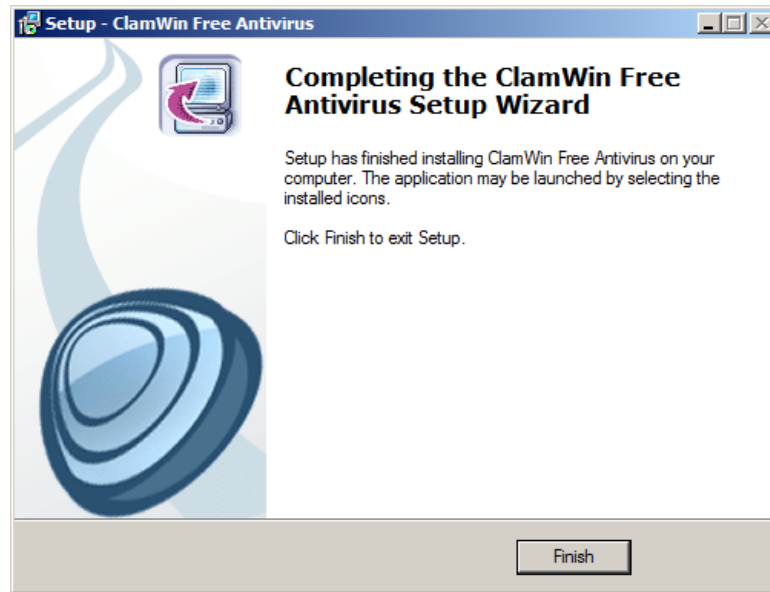 Setup - ClamWin Free Antivirus
Completing the ClamWin Free
Antivirus Setup Wizard
Setup has finished installing ClamWin Free Antivirus on your
computer. The application may be launched by selecting the
installed icons.
Click Finish to exit Setup.
Finish